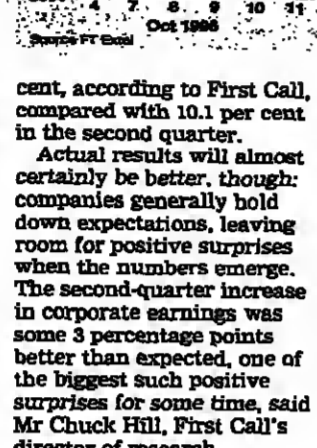 4 7 8 9 10 11
Oct 1996
Source FT Excel
cent, according to First Call,
compared with 10.1 per cent
in the second quarter.
Actual results will almost
certainly be better, though:
companies generally hold
down expectations, leaving
room for positive surprises
when the numbers emerge.
The second-quarter increase
in corporate earnings was
some 3 percentage points
better than expected, one of
the biggest such positive
surprises for some time, said
Mr Chuck Hill, First Call's
director of research